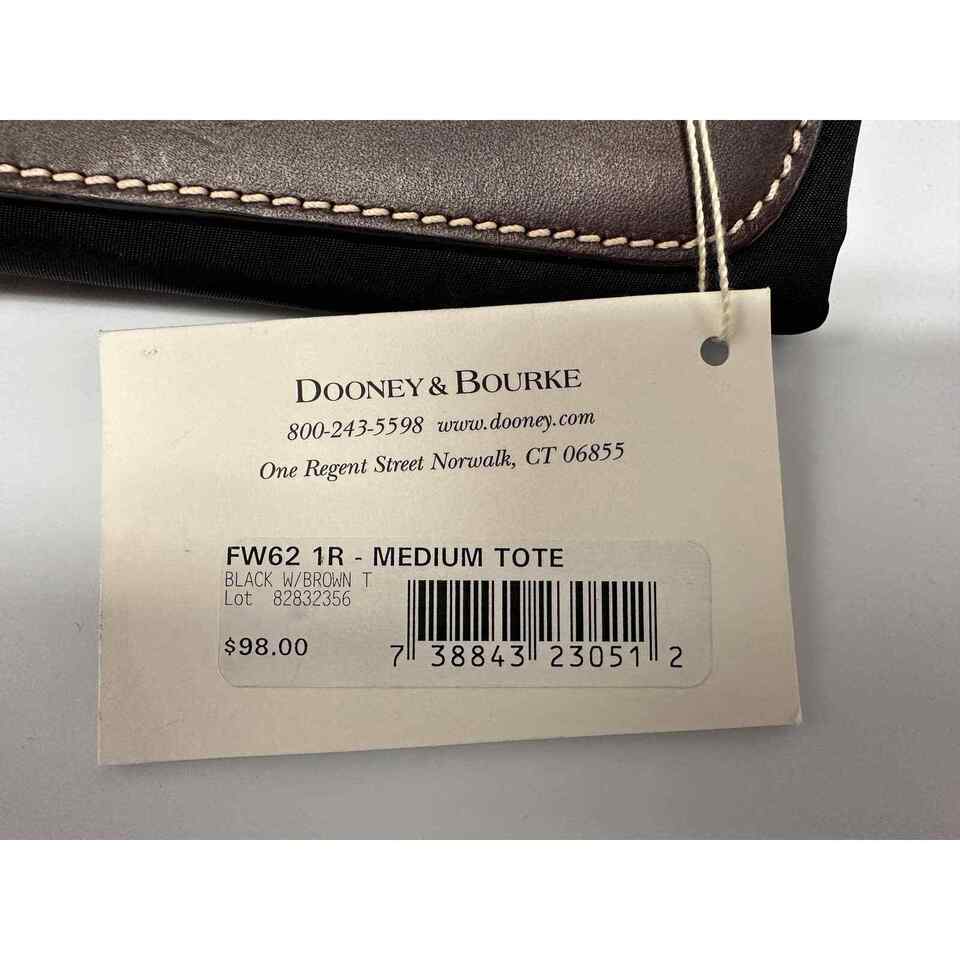 DOONEY & BOURKE
800-243-5598 www.dooney.com
One Regent Street Norwalk, CT 06855
FW62 1R - MEDIUM TOTE
BLACK W/BROWN T
Lot 82832356
$98.00
7 38843 23051 2